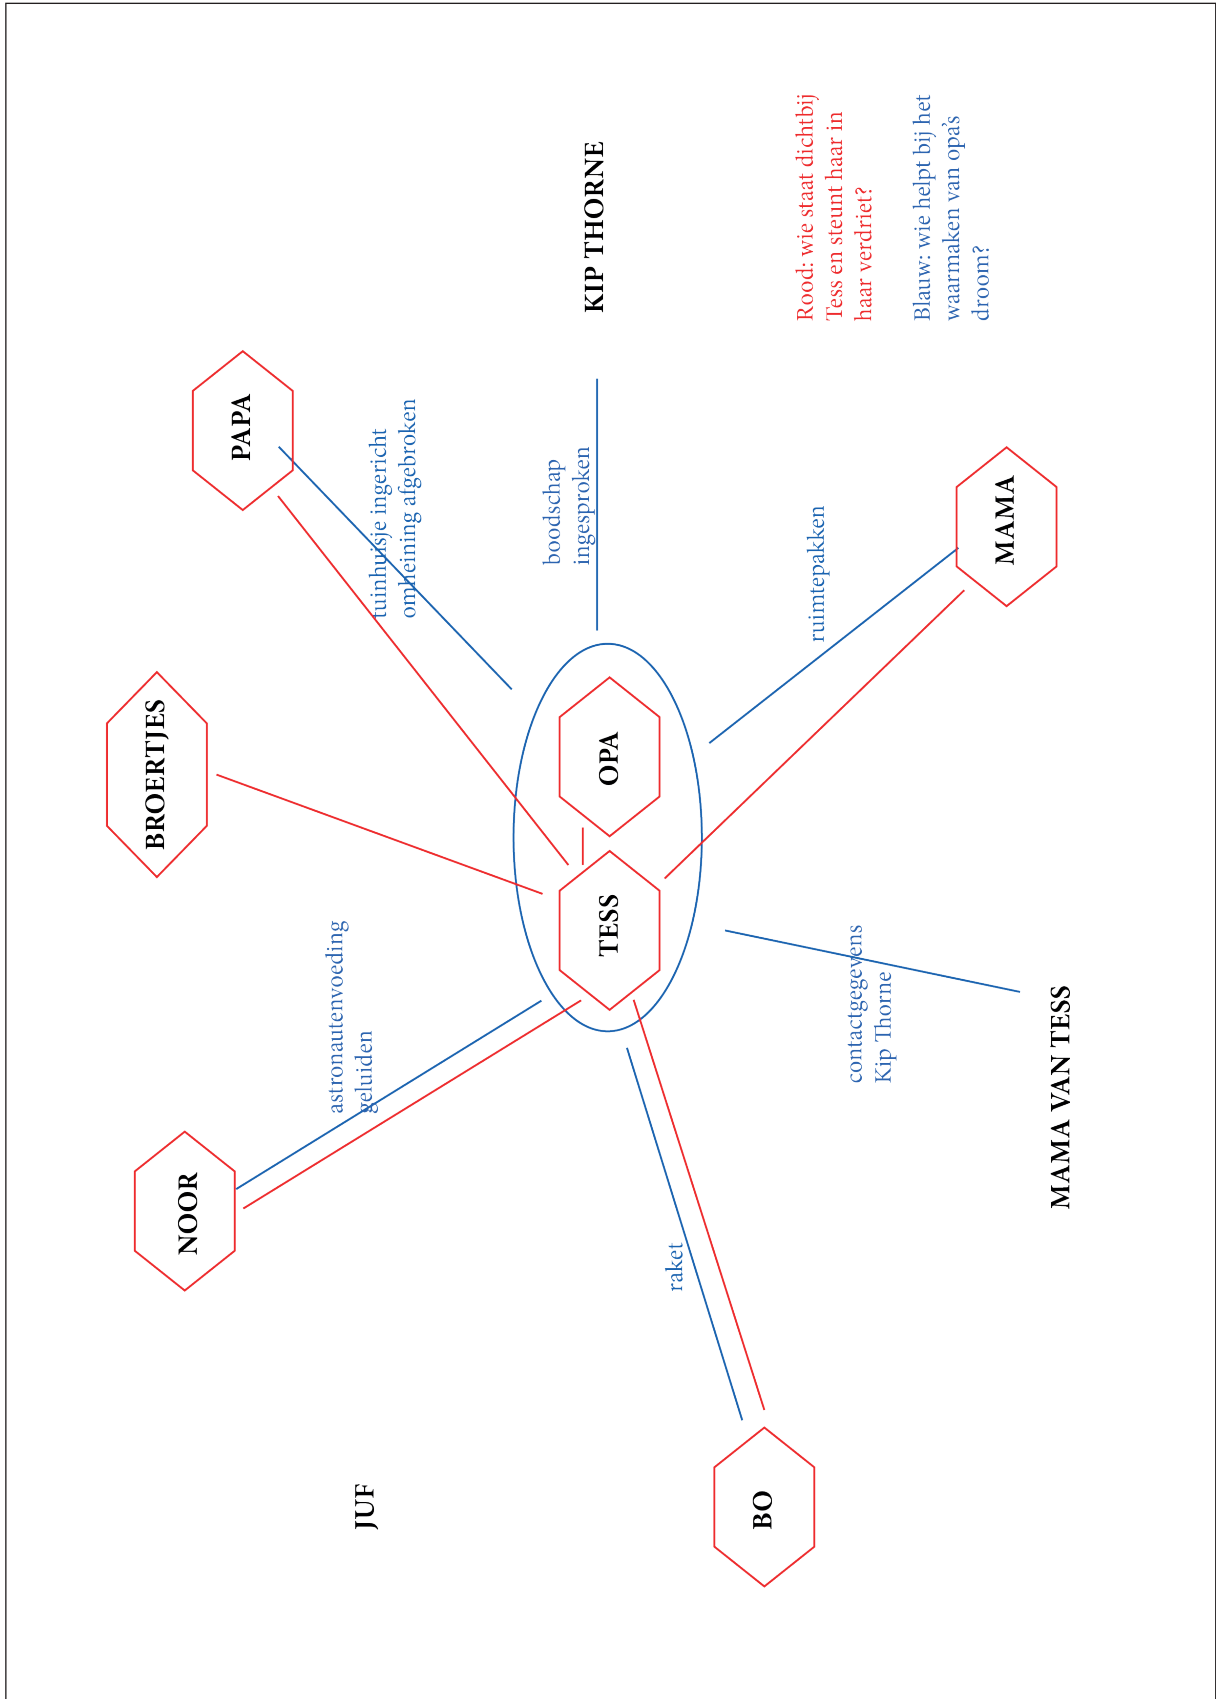 BROERTJES
NOOR
PAPA
astronautenvoeding
geluiden
tuinhuisje ingericht
omheining afgebroken
JUF
boodschap
ingesproken
KIP THORNE
TESS
OPA
raket
ruimtepakken
BO
contactgegevens
Kip Thorne
MAMA
MAMA VAN TESS
Rood: wie staat dichtbij
Tess en steunt haar in
haar verdriet?
Blauw: wie helpt bij het
waarmaken van opa’s
droom?